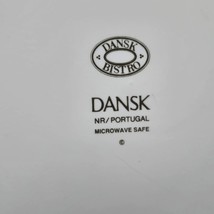 DANSK
BISTRO
DANSK
NR/PORTUGAL
MICROWAVE SAFE
©